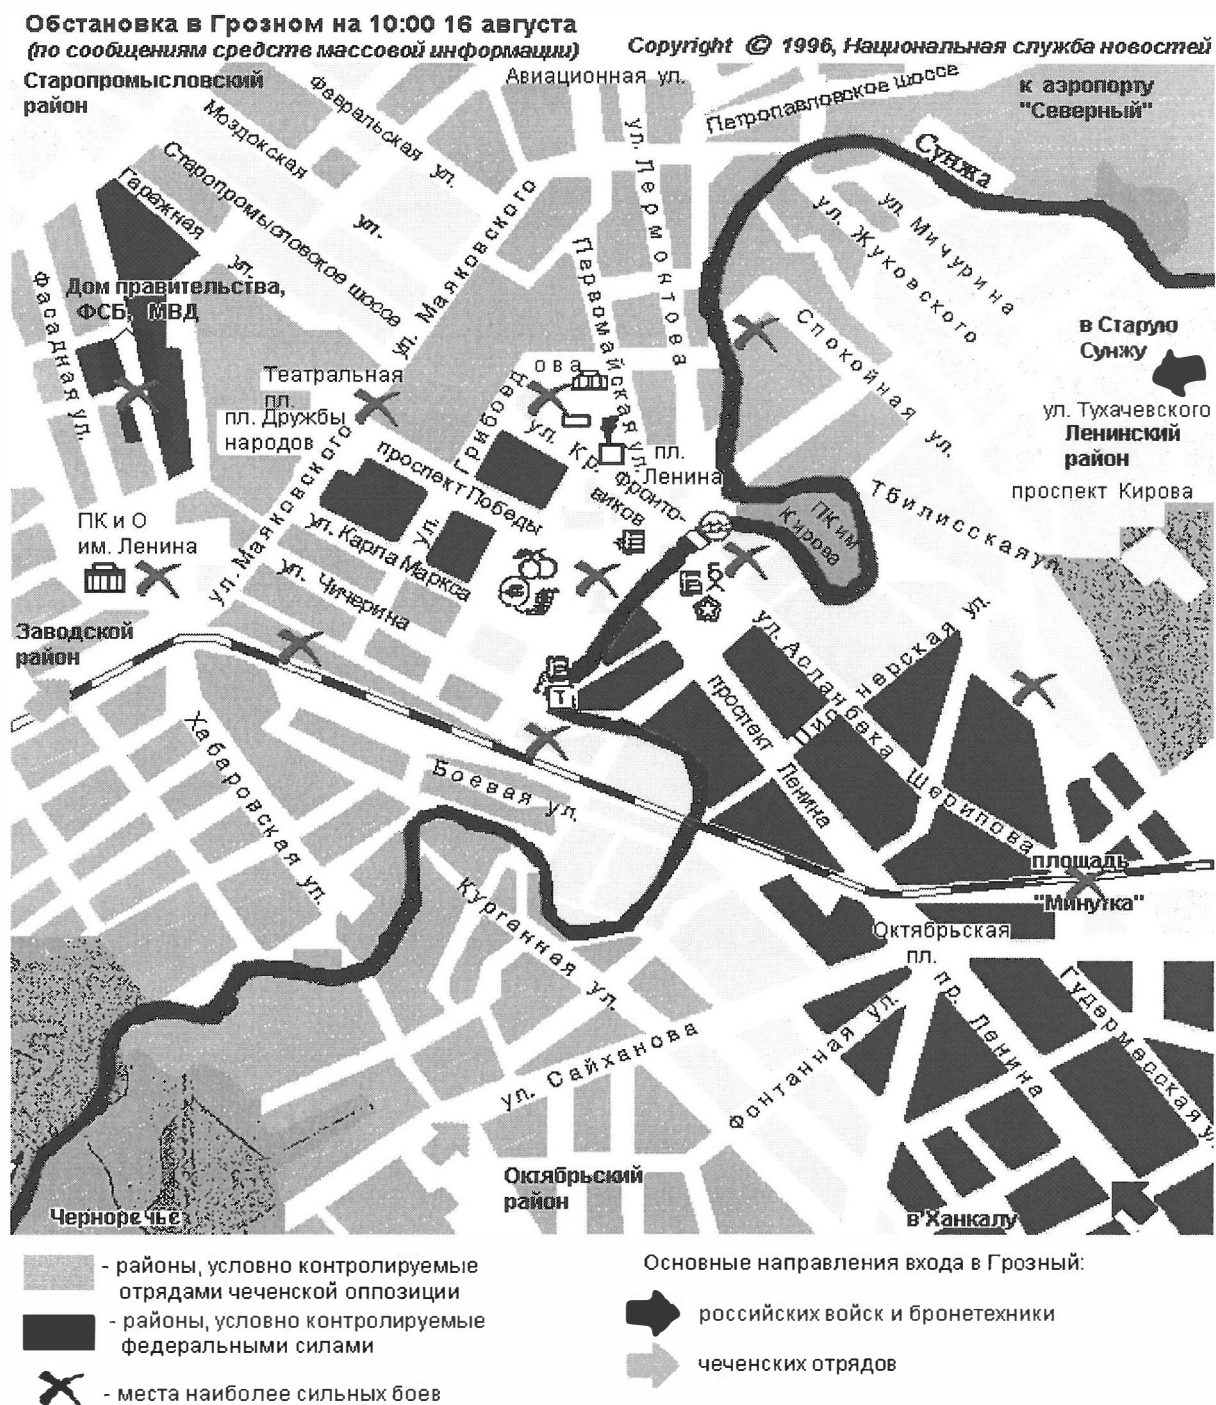 Обстановка в Грозном на 10:00 16 августа
(по сообщениям средств массовой информации)
Copyright © 1996, Национальная служба новостей
Старопромысловский
район
Авиационная ул.
Петропавловское шоссе
к аэропорту
"Северный"
Февральская ул.
Моздокская ул.
Старопромысловское шоссе
Гаражная ул.
ул. Лермонтова
Сунжа
ул. Мичурина
ул. Жуковского
ул. Маяковского
Первомайская ул.
Фасадная ул.
Дом правительства,
ФСБ, МВД
Спокойная ул.
в Старую
Сунжу
ул. Тухачевского
Ленинский
район
проспект Кирова
Театральная
пл.
пл. Дружбы
народов
Грибоедова
ул.
ул. Кр. Фронто-
виков
пл.
Ленина
проспект Победы
ул. Маяковского
ул. Карла Маркса
ул. Чичерина
ПК и О
им. Ленина
ПК им
Кирова
Тбилисская ул.
Заводской
район
ул. Асланбека Шерипова
Пионерская ул.
проспект Ленина
Т
Хабаровская ул.
Боевая ул.
площадь
"Минутка"
Октябрьская
пл.
Курганная ул.
ул. Сайханова
Фонтанная ул.
пр. Ленина
Гудермесская ул.
Октябрьский
район
Черноречье
в Ханкалу
- районы, условно контролируемые
отрядами чеченской оппозиции
- районы, условно контролируемые
федеральными силами
- места наиболее сильных боев
Основные направления входа в Грозный:
российских войск и бронетехники
чеченских отрядов